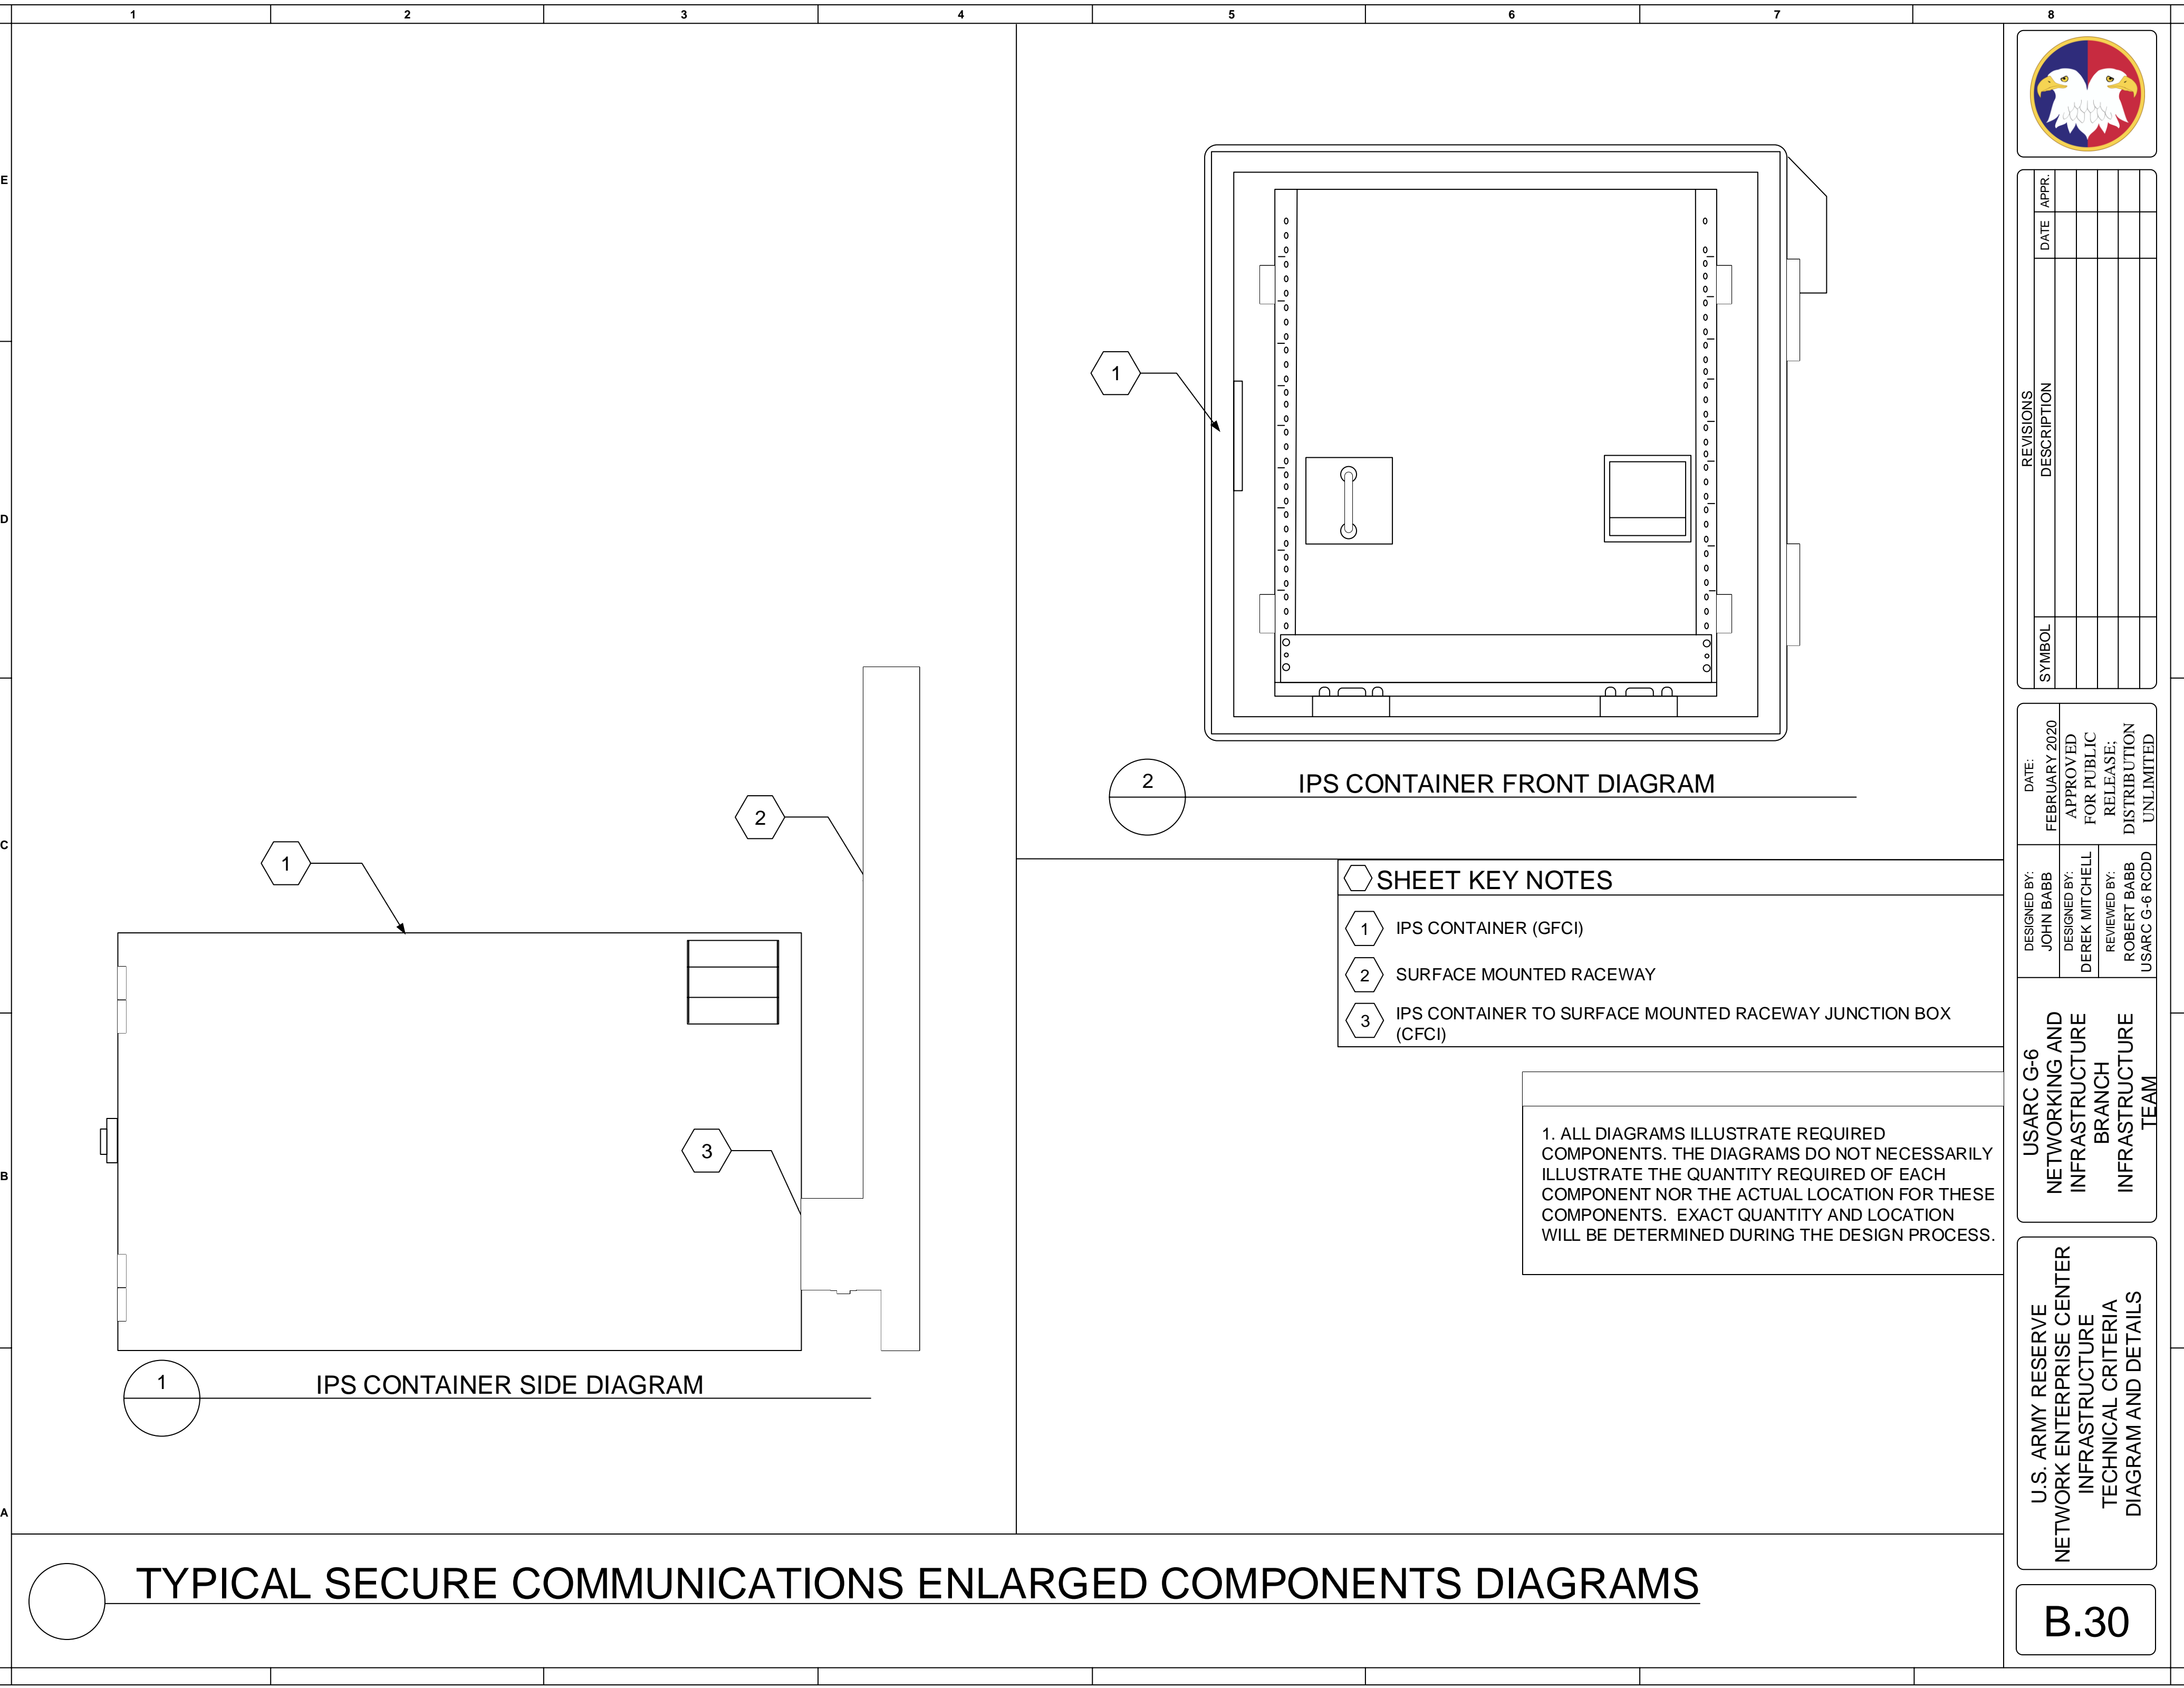 1 2 3 4 5 6 7 8
E
D
C
B
A
1
2
IPS CONTAINER FRONT DIAGRAM
2
1
3
1
IPS CONTAINER SIDE DIAGRAM
SHEET KEY NOTES
1 IPS CONTAINER (GFCI)
2 SURFACE MOUNTED RACEWAY
3 IPS CONTAINER TO SURFACE MOUNTED RACEWAY JUNCTION BOX
(CFCI)
1. ALL DIAGRAMS ILLUSTRATE REQUIRED
COMPONENTS. THE DIAGRAMS DO NOT NECESSARILY
ILLUSTRATE THE QUANTITY REQUIRED OF EACH
COMPONENT NOR THE ACTUAL LOCATION FOR THESE
COMPONENTS. EXACT QUANTITY AND LOCATION
WILL BE DETERMINED DURING THE DESIGN PROCESS.
TYPICAL SECURE COMMUNICATIONS ENLARGED COMPONENTS DIAGRAMS
REVISIONS
SYMBOL DESCRIPTION DATE APPR.
DATE:
FEBRUARY 2020
APPROVED
FOR PUBLIC
RELEASE;
DISTRIBUTION
UNLIMITED
DESIGNED BY:
JOHN BABB
DESIGNED BY:
DEREK MITCHELL
REVIEWED BY:
ROBERT BABB
USARC G-6 RCDD
USARC G-6
NETWORKING AND
INFRASTRUCTURE
BRANCH
INFRASTRUCTURE
TEAM
U.S. ARMY RESERVE
NETWORK ENTERPRISE CENTER
INFRASTRUCTURE
TECHNICAL CRITERIA
DIAGRAM AND DETAILS
B.30